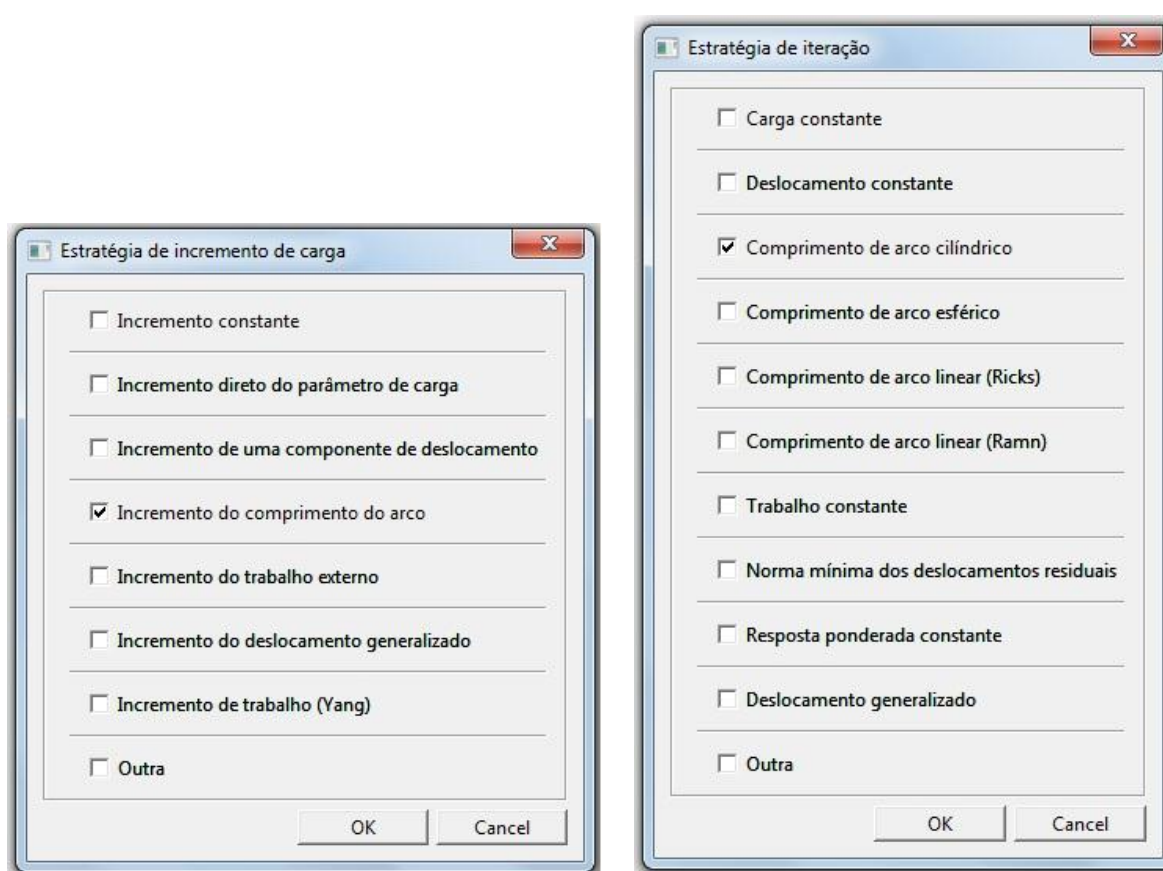 Estratégia de incremento de carga
Incremento constante
Incremento direto do parâmetro de carga
Incremento de uma componente de deslocamento
Incremento do comprimento do arco
Incremento do trabalho externo
Incremento do deslocamento generalizado
Incremento de trabalho (Yang)
Outra
OK
Cancel
Estratégia de iteração
Carga constante
Deslocamento constante
Comprimento de arco cilíndrico
Comprimento de arco esférico
Comprimento de arco linear (Ricks)
Comprimento de arco linear (Ramn)
Trabalho constante
Norma mínima dos deslocamentos residuais
Resposta ponderada constante
Deslocamento generalizado
Outra
OK
Cancel